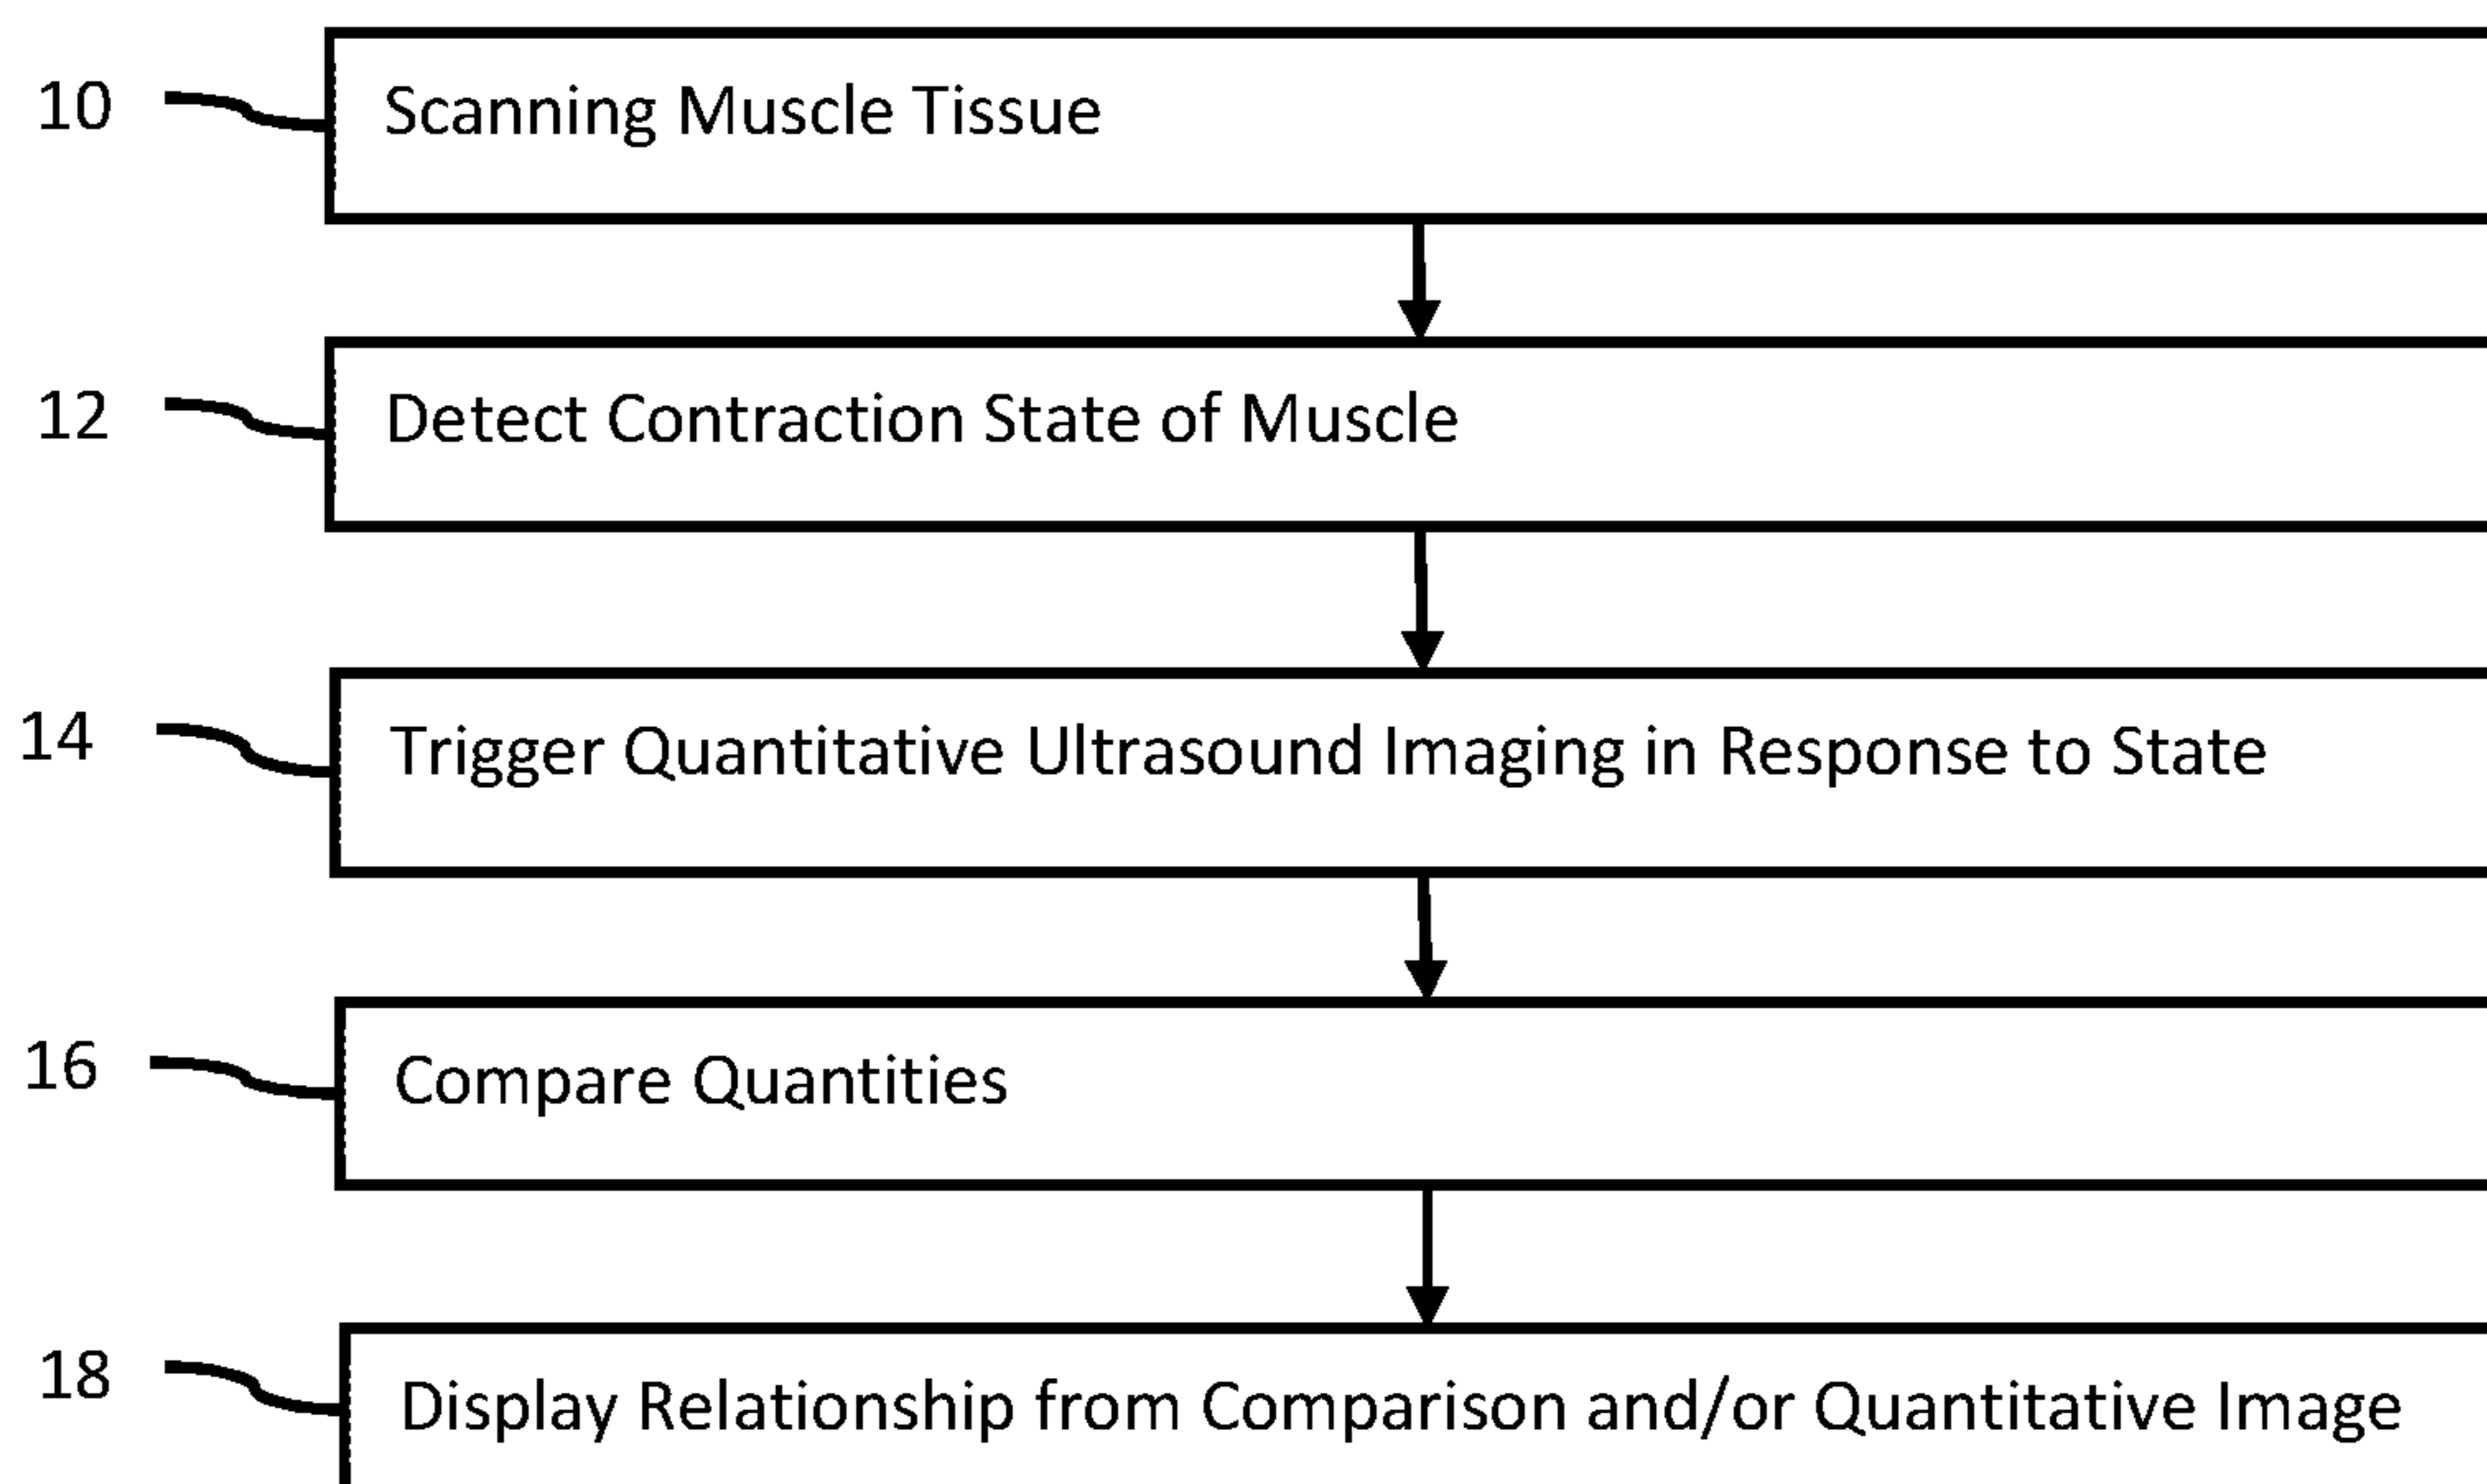 10 Scanning Muscle Tissue
12 Detect Contraction State of Muscle
14 Trigger Quantitative Ultrasound Imaging in Response to State
16 Compare Quantities
18 Display Relationship from Comparison and/or Quantitative Image